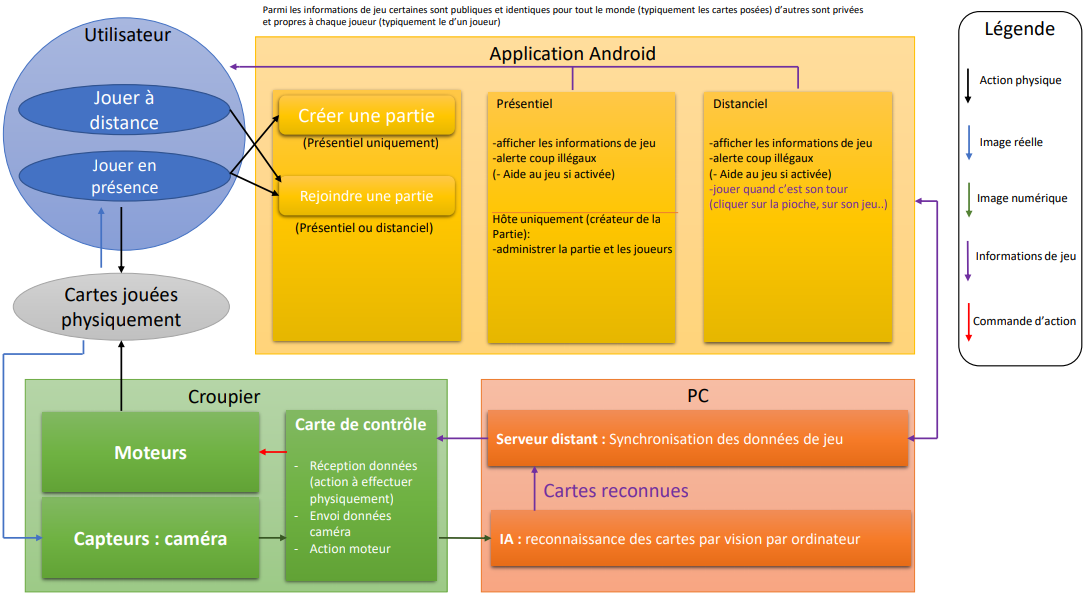 Parmi les informations de jeu certaines sont publiques et identiques pour tout le monde (typiquement les cartes posées) d’autres sont privées
et propres à chaque joueur (typiquement le d’un joueur)
Utilisateur
Jouer à
distance
Jouer en
présence
Cartes jouées
physiquement
Application Android
Créer une partie
(Présentiel uniquement)
Rejoindre une partie
(Présentiel ou distanciel)
Présentiel
-afficher les informations de jeu
-alerte coup illégaux
(- Aide au jeu si activée)
Hôte uniquement (créateur de la
Partie):
-administrer la partie et les joueurs
Distanciel
-afficher les informations de jeu
-alerte coup illégaux
(- Aide au jeu si activée)
-jouer quand c’est son tour
(cliquer sur la pioche, sur son jeu..)
Légende
Action physique
Image réelle
Image numérique
Informations de jeu
Commande d’action
Croupier
Moteurs
Capteurs : caméra
Carte de contrôle
- Réception données
(action à effectuer
physiquement)
- Envoi données
caméra
- Action moteur
PC
Serveur distant : Synchronisation des données de jeu
Cartes reconnues
IA : reconnaissance des cartes par vision par ordinateur